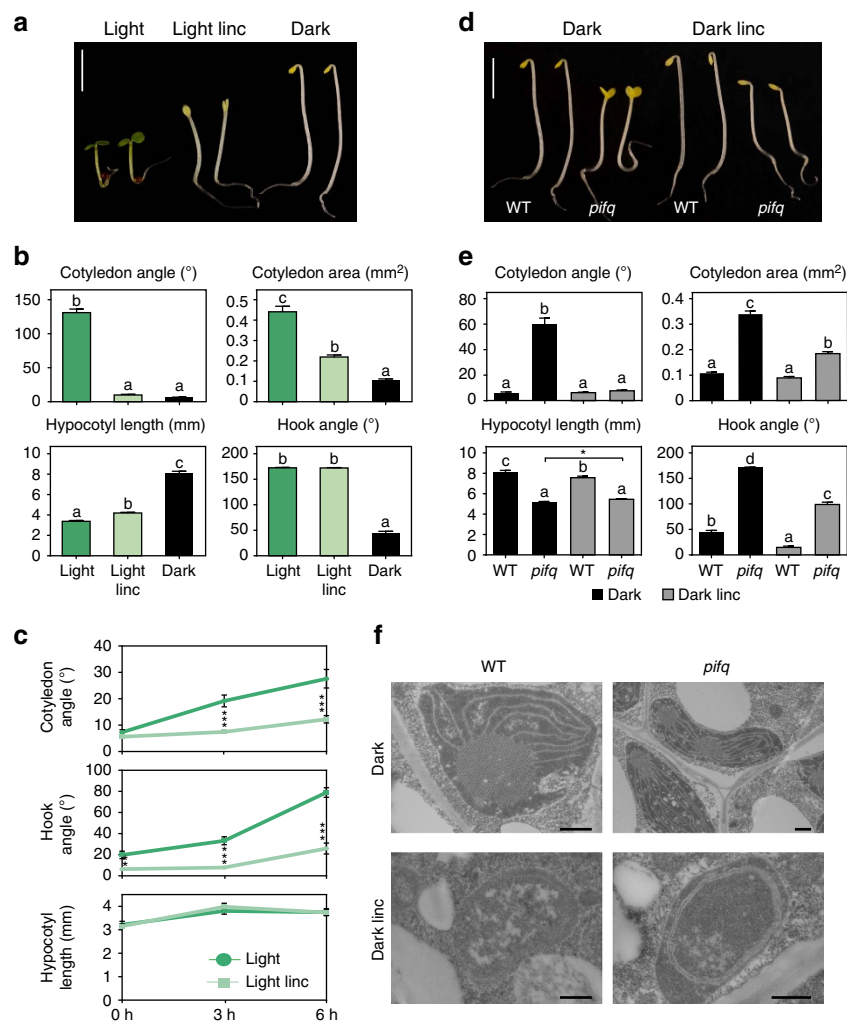 a
Light Light linc Dark
b
Cotyledon angle (°)
150
100
50
0
b
a
a
Cotyledon area (mm²)
0.5
0.4
0.3
0.2
0.1
0
c
b
a
Hypocotyl length (mm)
10
8
6
4
2
0
a
b
c
Light Light linc Dark
Hook angle (°)
200
150
100
50
0
b
b
a
Light Light linc Dark
c
Cotyledon angle (°)
40
30
20
10
0
***
***
Hook angle (°)
100
80
60
40
20
0
**
***
***
Hypocotyl length (mm)
4
3
2
1
0
Light
Light linc
0 h 3 h 6 h
d
Dark Dark linc
WT pifq WT pifq
e
Cotyledon angle (°)
80
60
40
20
0
a
b
a
a
Cotyledon area (mm²)
0.4
0.3
0.2
0.1
0
a
c
a
b
Hypocotyl length (mm)
10
8
6
4
2
0
c
a
b
a
*
WT pifq WT pifq
Hook angle (°)
200
150
100
50
0
b
d
a
c
WT pifq WT pifq
Dark Dark linc
f
WT pifq
Dark
Dark linc